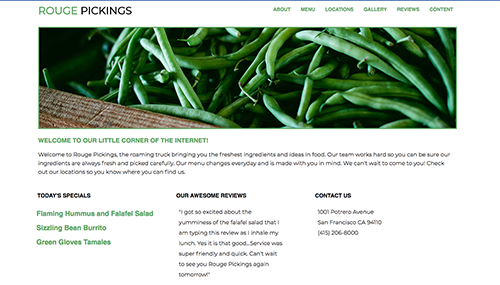 ROUGE PICKINGS
ABOUT MENU LOCATIONS GALLERY REVIEWS CONTENT
WELCOME TO OUR LITTLE CORNER OF THE INTERNET!
Welcome to Rouge Pickings, the roaming truck bringing you the freshest ingredients and ideas in food. Our team works hard so you can be sure our
ingredients are always fresh and picked carefully. Our menu changes everyday and is made with you in mind. We can't wait to come to you! Check
out our locations so you know where you can find us.
TODAY'S SPECIALS
Flaming Hummus and Falafel Salad
Sizzling Bean Burrito
Green Gloves Tamales
OUR AWESOME REVIEWS
"I got so excited about the
yumminess of the falafel salad that I
am typing this review as I inhale my
lunch. Yes it is that good...Service was
super friendly and quick. Can't wait
to see you Rouge Pickings again
tomorrow!"
CONTACT US
1001 Potrero Avenue
San Francisco CA 94110
(415) 206-8000